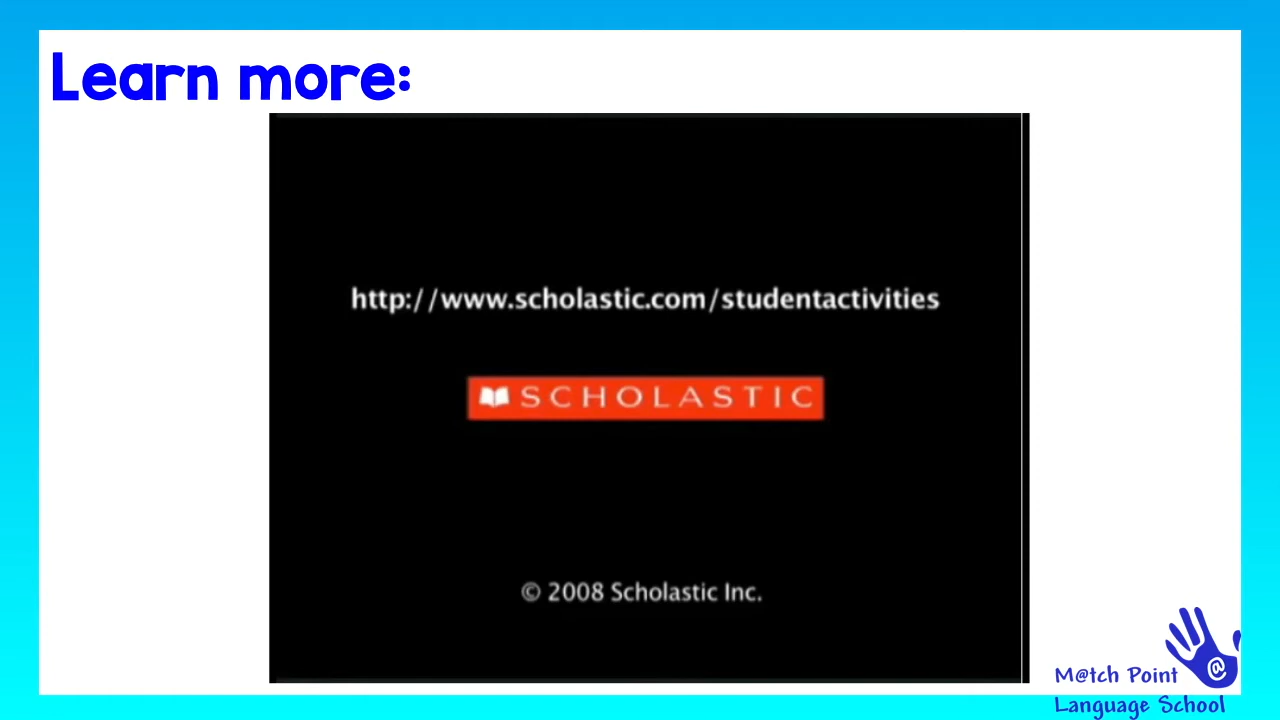 Learn more:
http://www.scholastic.com/studentactivities
SCHOLASTIC
© 2008 Scholastic Inc.
@
M@tch Point
Language School